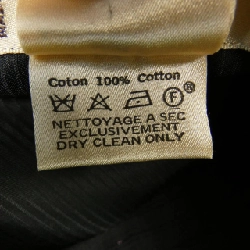 Coton 100% Cotton
F
NETTOYAGE A SEC
EXCLUSIVEMENT
DRY CLEAN ONLY